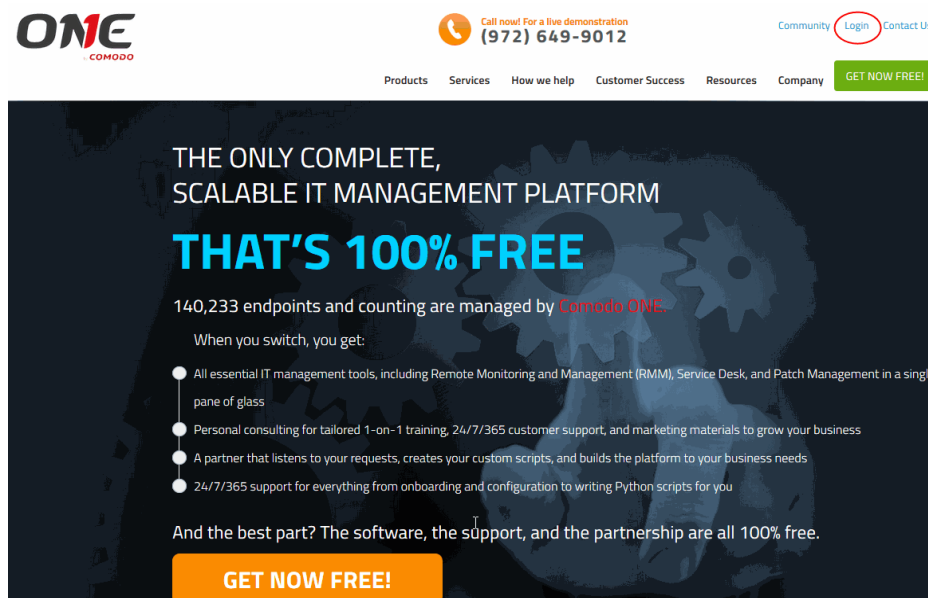 ONE
by COMODO
Call now! For a live demonstration
(972) 649-9012
Community Login Contact Us
Products Services How we help Customer Success Resources Company GET NOW FREE!
THE ONLY COMPLETE,
SCALABLE IT MANAGEMENT PLATFORM
THAT'S 100% FREE
140,233 endpoints and counting are managed by Comodo ONE.
When you switch, you get:
All essential IT management tools, including Remote Monitoring and Management (RMM), Service Desk, and Patch Management in a singl
pane of glass
Personal consulting for tailored 1-on-1 training, 24/7/365 customer support, and marketing materials to grow your business
A partner that listens to your requests, creates your custom scripts, and builds the platform to your business needs
24/7/365 support for everything from onboarding and configuration to writing Python scripts for you
And the best part? The software, the support, and the partnership are all 100% free.
GET NOW FREE!